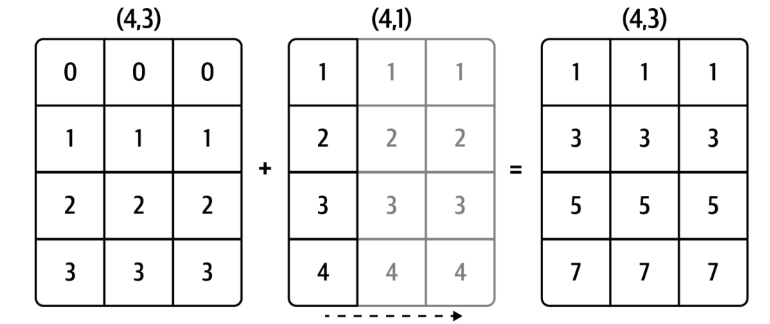 (4,3) (4,1) (4,3)
0 0 0 1 1 1 1 1 1
1 1 1 2 2 2 3 3 3
+ =
2 2 2 3 3 3 5 5 5
3 3 3 4 4 4 7 7 7